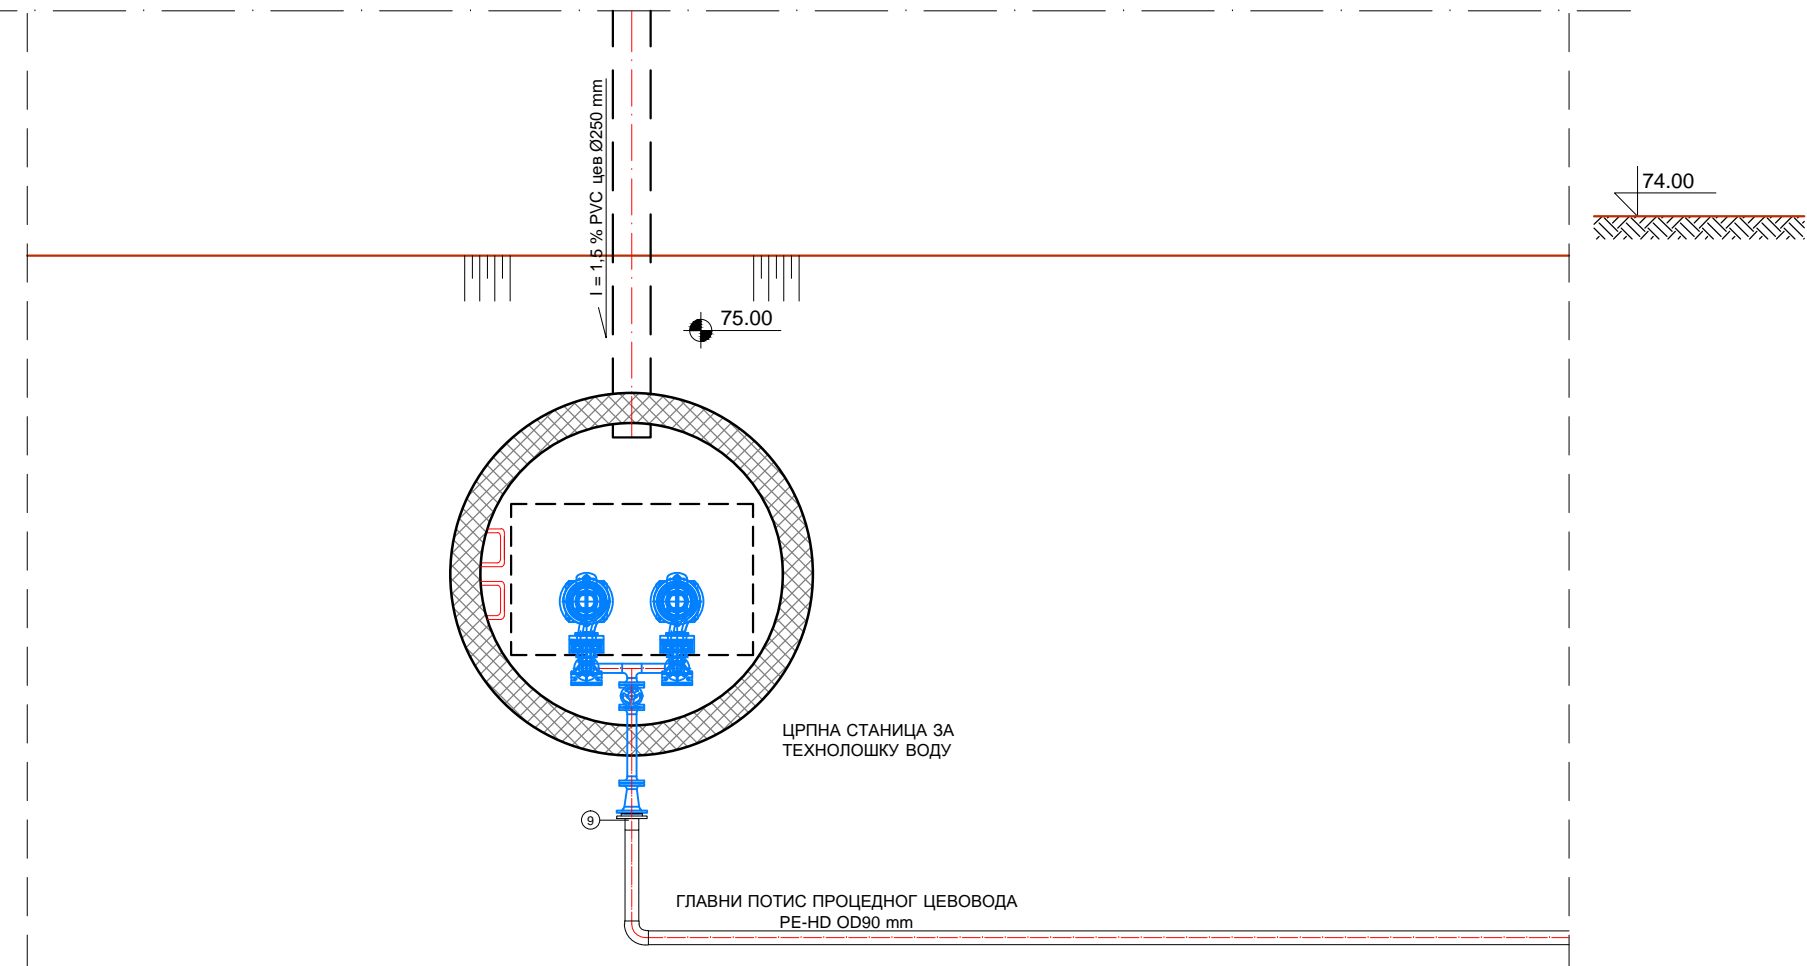 I = 1,5 % PVC цев Ø250 mm
74.00
75.00
ЦРПНА СТАНИЦА ЗА
ТЕХНОЛОШКУ ВОДУ
9
ГЛАВНИ ПОТИС ПРОЦЕДНОГ ЦЕВОВОДА
PE-HD OD90 mm